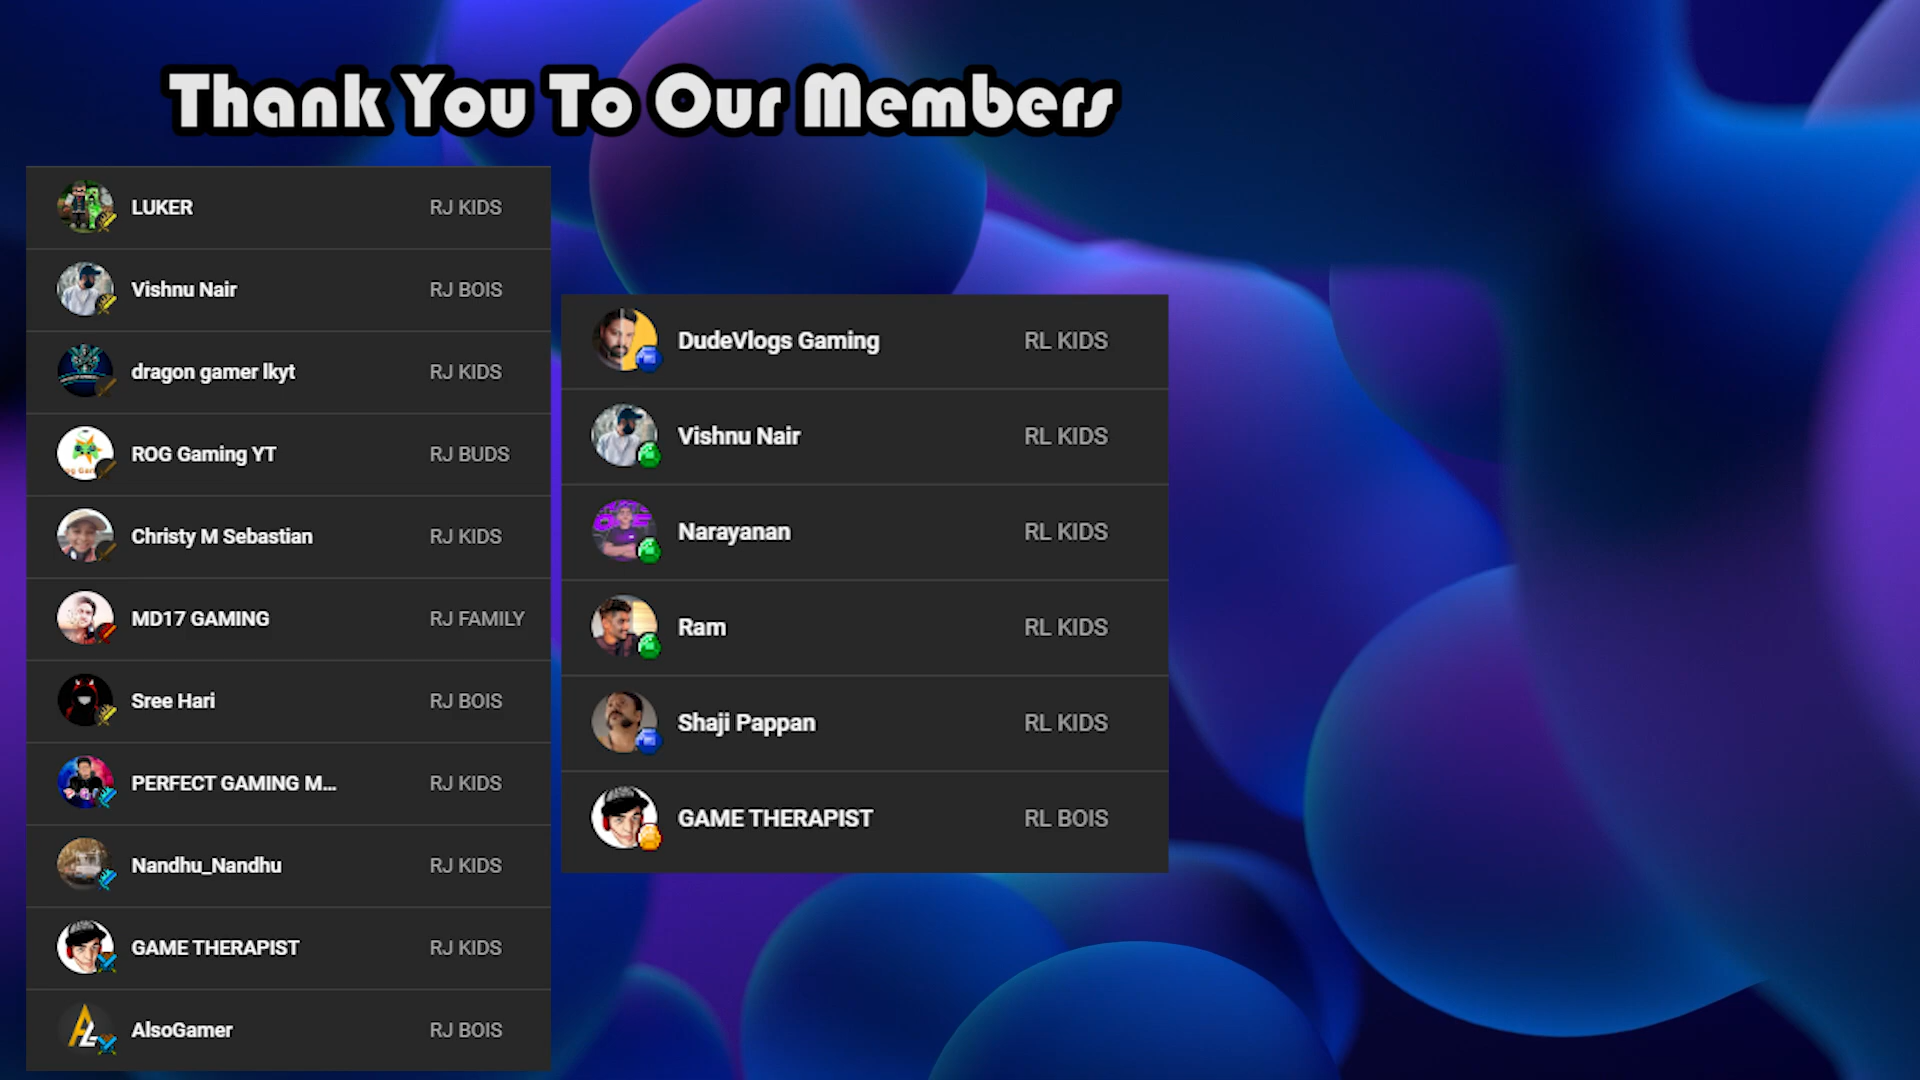 Thank You To Our Members
LUKER RJ KIDS
Vishnu Nair RJ BOIS
dragon gamer lkyt RJ KIDS
ROG Gaming YT RJ BUDS
Christy M Sebastian RJ KIDS
MD17 GAMING RJ FAMILY
Sree Hari RJ BOIS
PERFECT GAMING M... RJ KIDS
Nandhu_Nandhu RJ KIDS
GAME THERAPIST RJ KIDS
AlsoGamer RJ BOIS
DudeVlogs Gaming RL KIDS
Vishnu Nair RL KIDS
Narayanan RL KIDS
Ram RL KIDS
Shaji Pappan RL KIDS
GAME THERAPIST RL BOIS